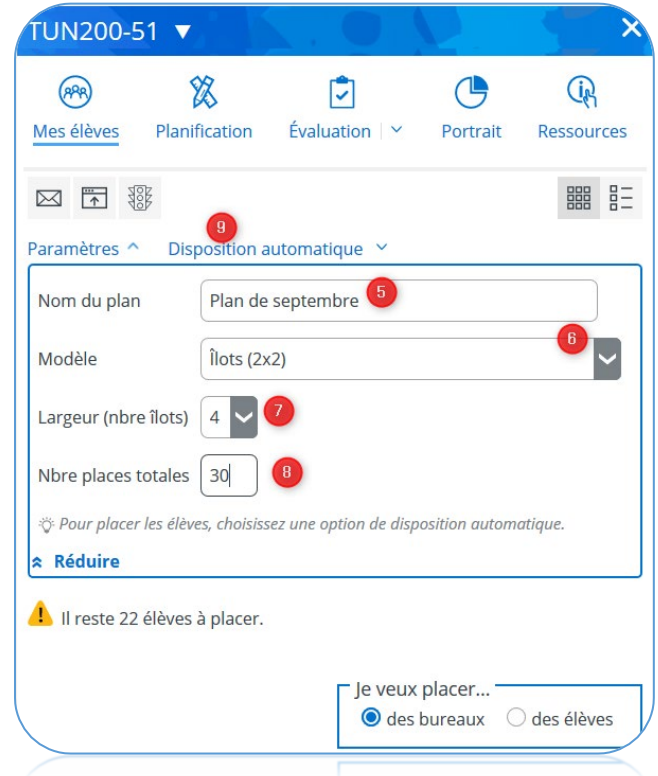 TUN200-51 ▼
Mes élèves Planification Évaluation Portrait Ressources
9
Paramètres Disposition automatique
Nom du plan Plan de septembre 5
6
Modèle Îlots (2x2)
Largeur (nbre îlots) 4 7
Nbre places totales 30 8
Pour placer les élèves, choisissez une option de disposition automatique.
Réduire
Il reste 22 élèves à placer.
Je veux placer...
des bureaux des élèves